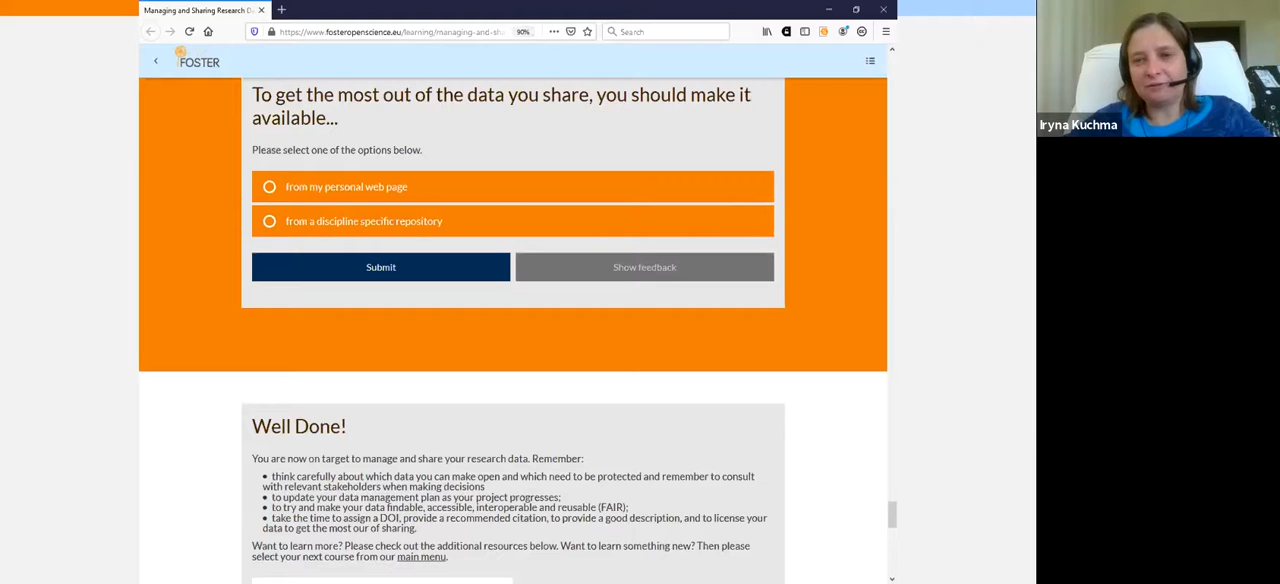 Managing and Sharing Research D
https://www.fosteropenscience.eu/learning/managing-and-sh
90%
Search
FOSTER
Iryna Kuchma
To get the most out of the data you share, you should make it
available...
Please select one of the options below.
from my personal web page
from a discipline specific repository
Submit
Show feedback
Well Done!
You are now on target to manage and share your research data. Remember:
• think carefully about which data you can make open and which need to be protected and remember to consult
with relevant stakeholders when making decisions
• to update your data management plan as your project progresses;
• to try and make your data findable, accessible, interoperable and reusable (FAIR);
• take the time to assign a DOI, provide a recommended citation, to provide a good description, and to license your
data to get the most our of sharing.
Want to learn more? Please check out the additional resources below. Want to learn something new? Then please
select your next course from our main menu.